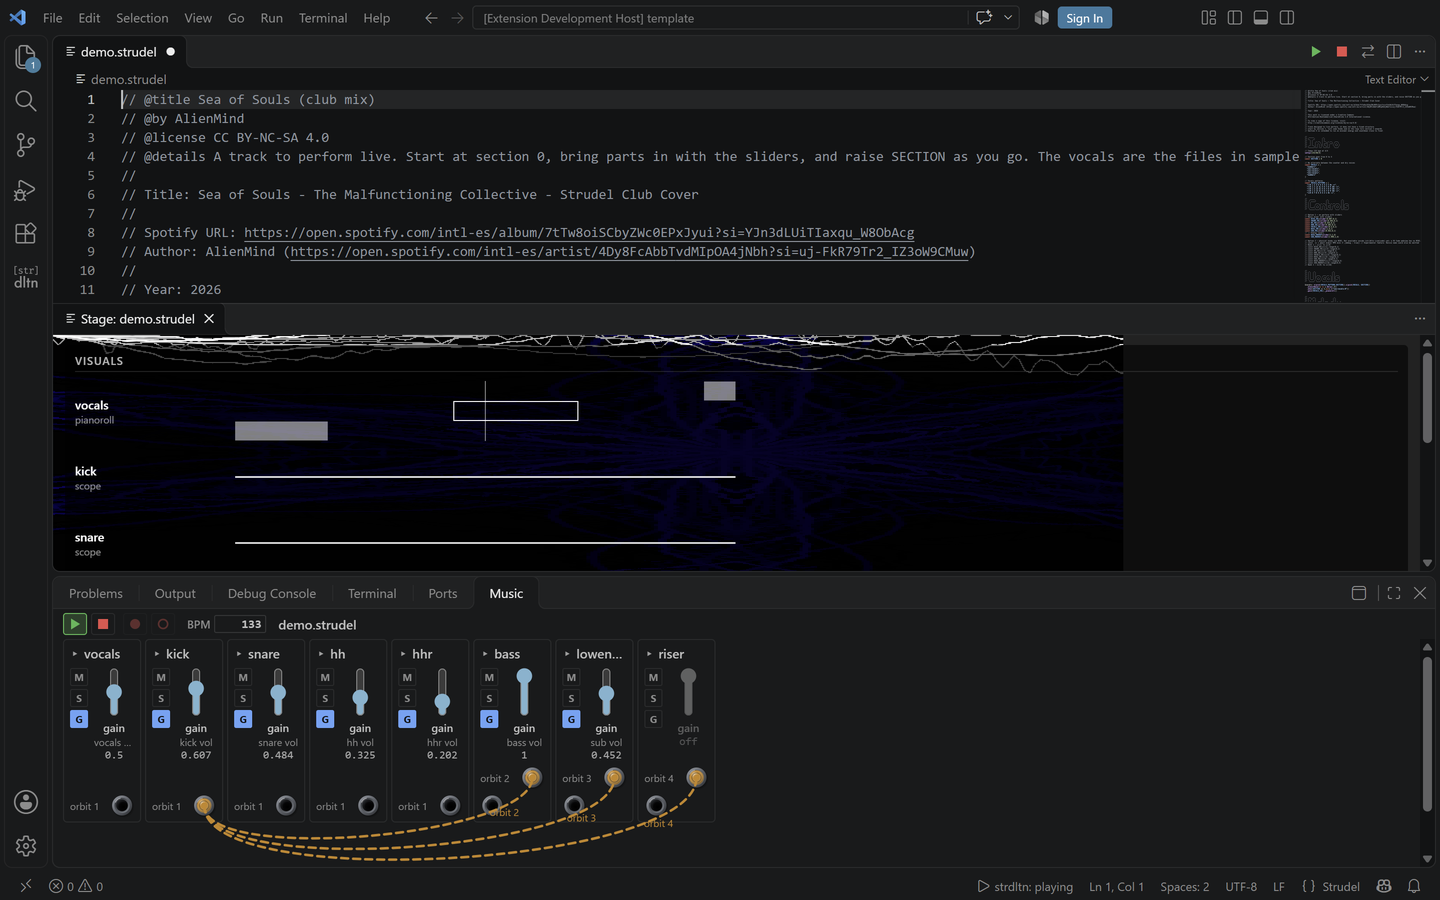 File Edit Selection View Go Run Terminal Help
[Extension Development Host] template
Sign In
demo.strudel
demo.strudel
Text Editor
1 // @title Sea of Souls (club mix)
2 // @by AlienMind
3 // @license CC BY-NC-SA 4.0
4 // @details A track to perform live. Start at section 0, bring parts in with the sliders, and raise SECTION as you go. The vocals are the files in sample
5 //
6 // Title: Sea of Souls - The Malfunctioning Collective - Strudel Club Cover
7 //
8 // Spotify URL: https://open.spotify.com/intl-es/album/7tTw8oiSCbyZWc0EPxJyui?si=YJn3dLUiTIaxqu_W8ObAcg
9 // Author: AlienMind (https://open.spotify.com/intl-es/artist/4Dy8FcAbbTvdMIpOA4jNbh?si=uj-FkR79Tr2_IZ3oW9CMuw)
10 //
11 // Year: 2026
1
[str]
dltn
Intro
Controls
Vocals
Stage: demo.strudel
VISUALS
vocals
pianoroll
kick
scope
snare
scope
Problems Output Debug Console Terminal Ports Music
BPM 133 demo.strudel
vocals kick snare hh hhr bass lowen... riser
M M M M M M M M
S S S S S S S S
G G G G G G G G
gain gain gain gain gain gain gain gain
vocals ... kick vol snare vol hh vol hhr vol bass vol sub vol off
0.5 0.607 0.484 0.325 0.202 1 0.452
orbit 2 orbit 3 orbit 4
orbit 1 orbit 1 orbit 1 orbit 1 orbit 1 orbit 2 orbit 3 orbit 4
0 0
strdltn: playing Ln 1, Col 1 Spaces: 2 UTF-8 LF { } Strudel